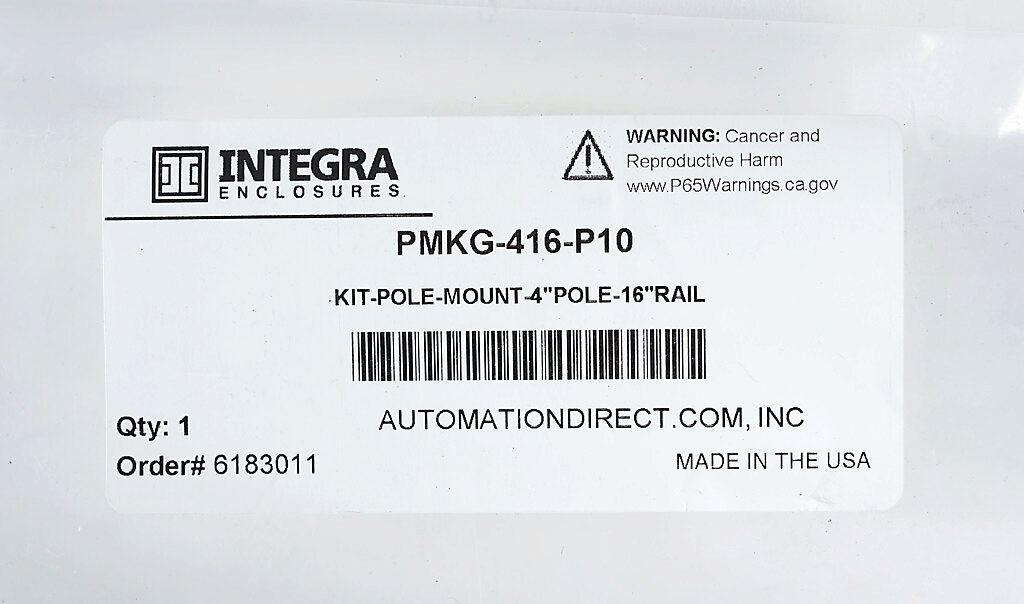 INTEGRA
ENCLOSURES
WARNING: Cancer and
Reproductive Harm
www.P65Warnings.ca.gov
PMKG-416-P10
KIT-POLE-MOUNT-4"POLE-16"RAIL
AUTOMATIONDIRECT.COM, INC
Qty: 1
Order# 6183011
MADE IN THE USA